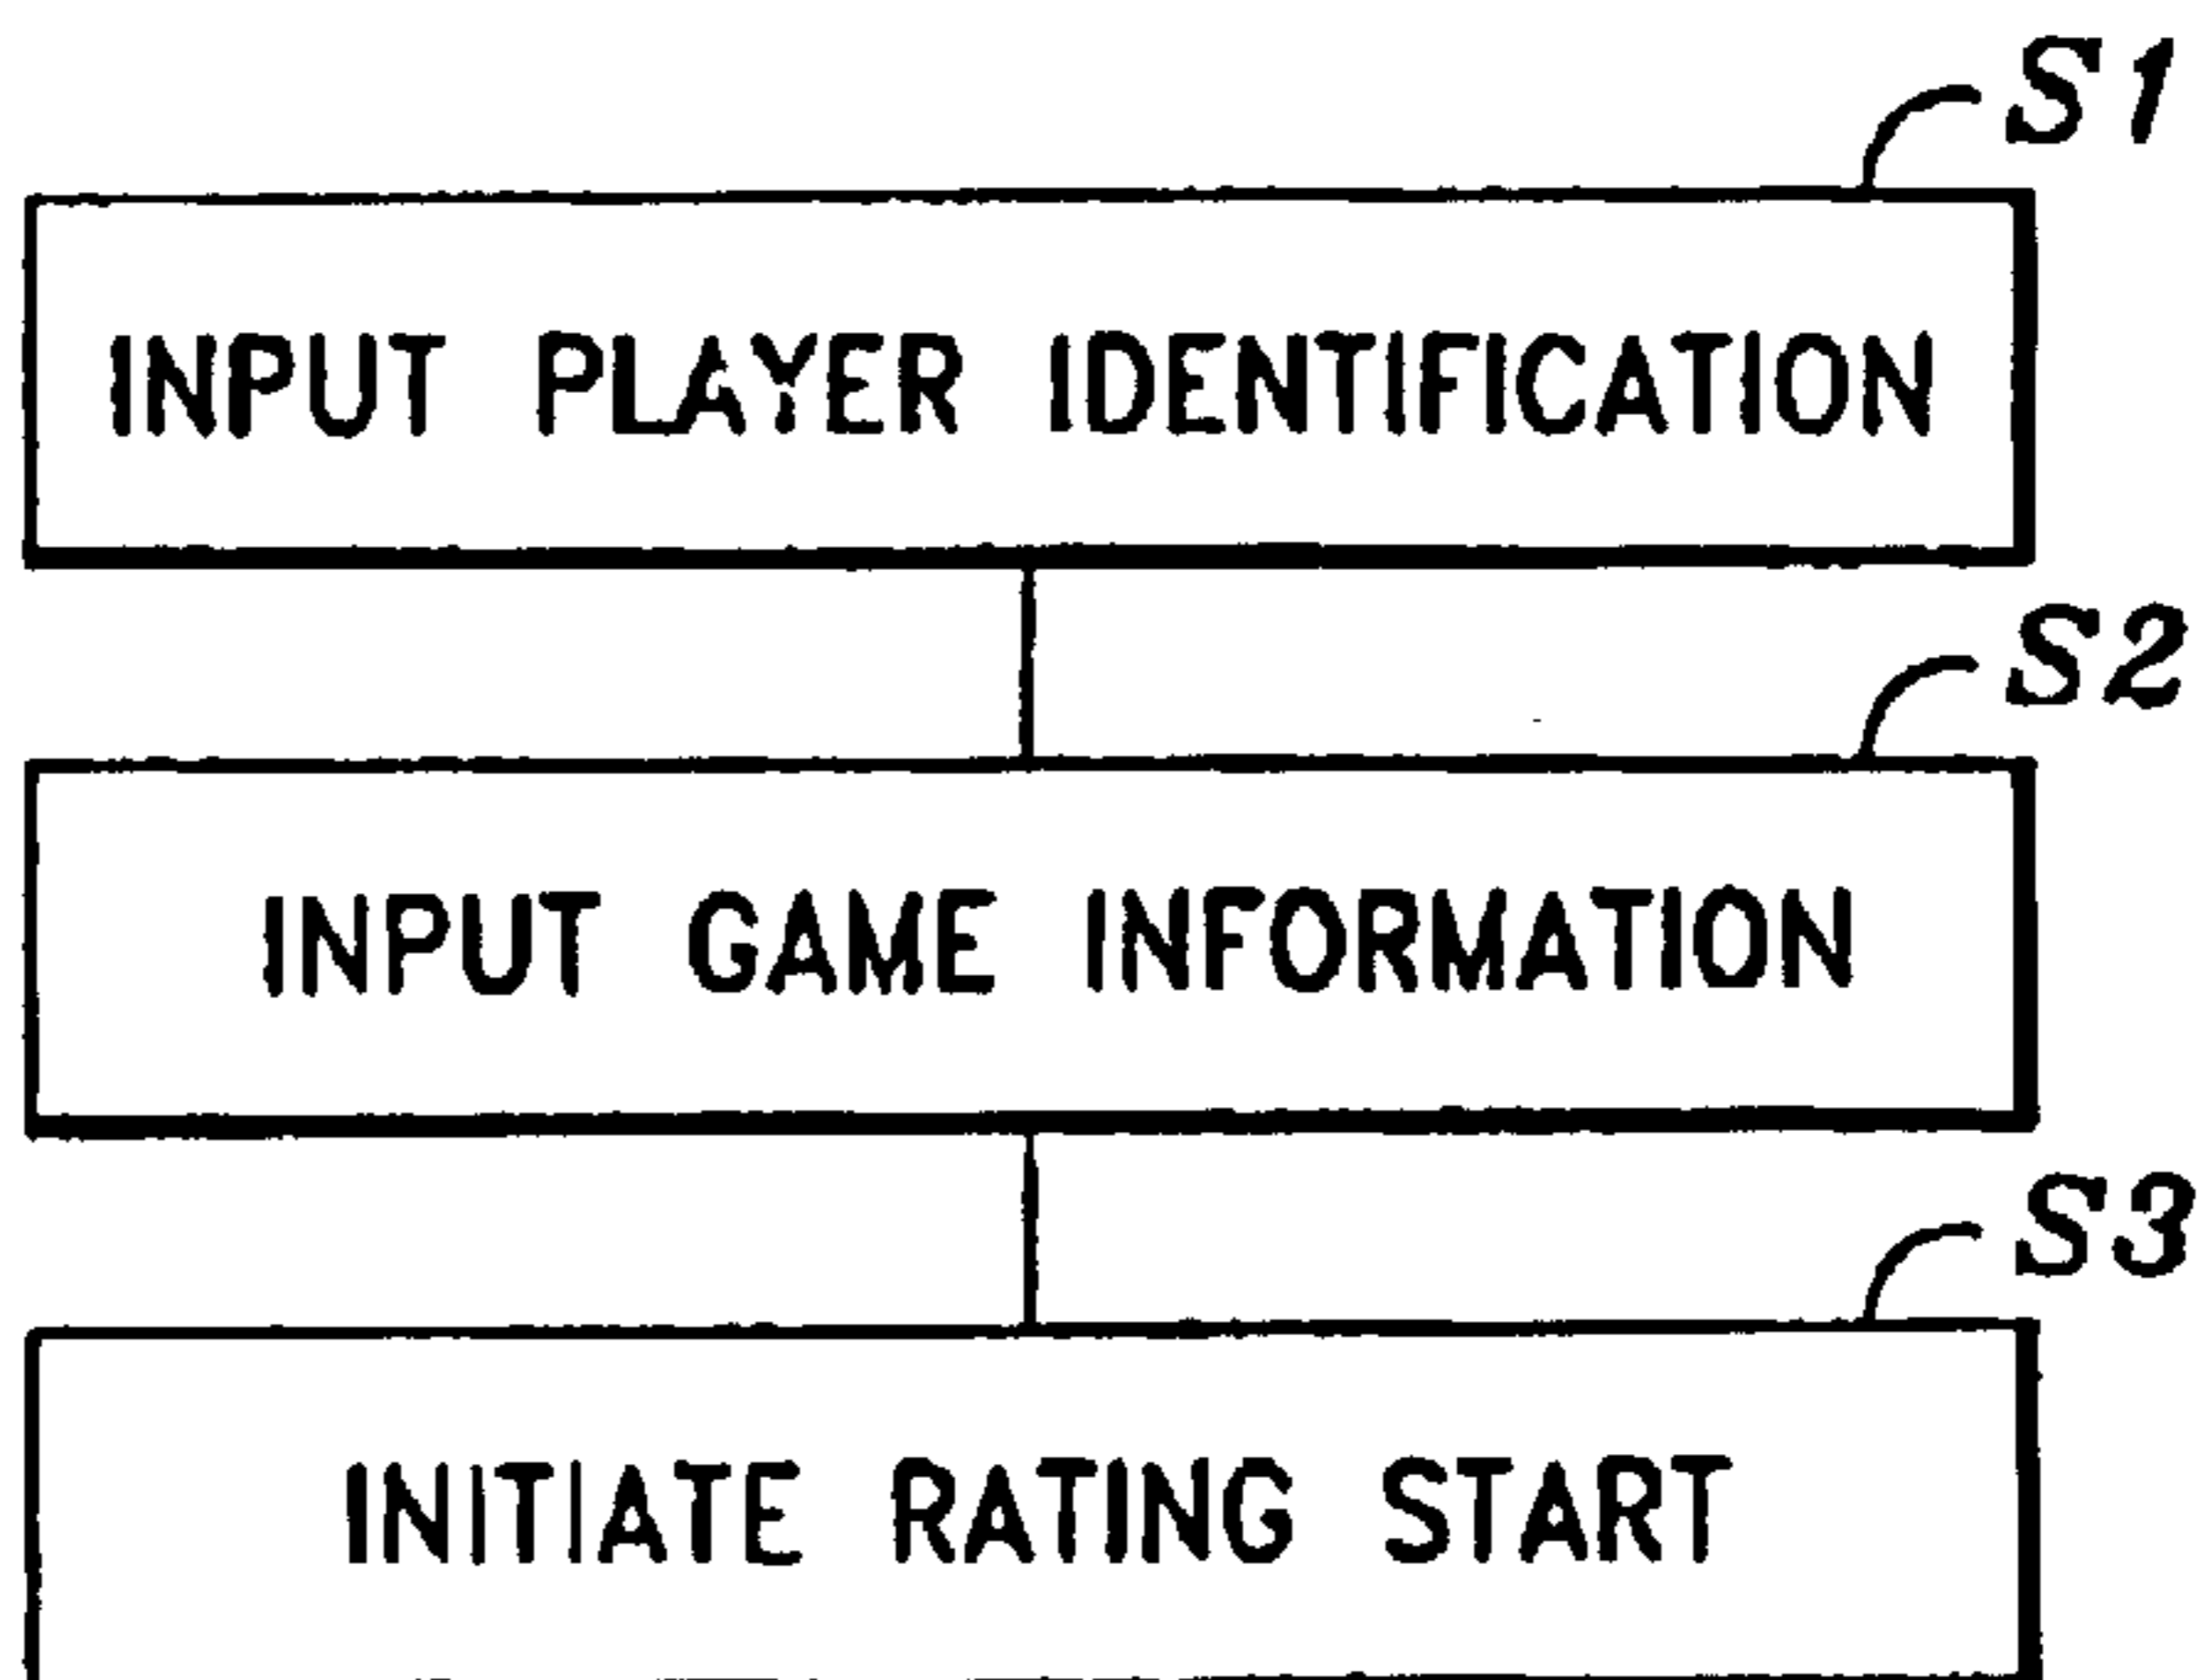 S1
INPUT PLAYER IDENTIFICATION
S2
INPUT GAME INFORMATION
S3
INITIATE RATING START